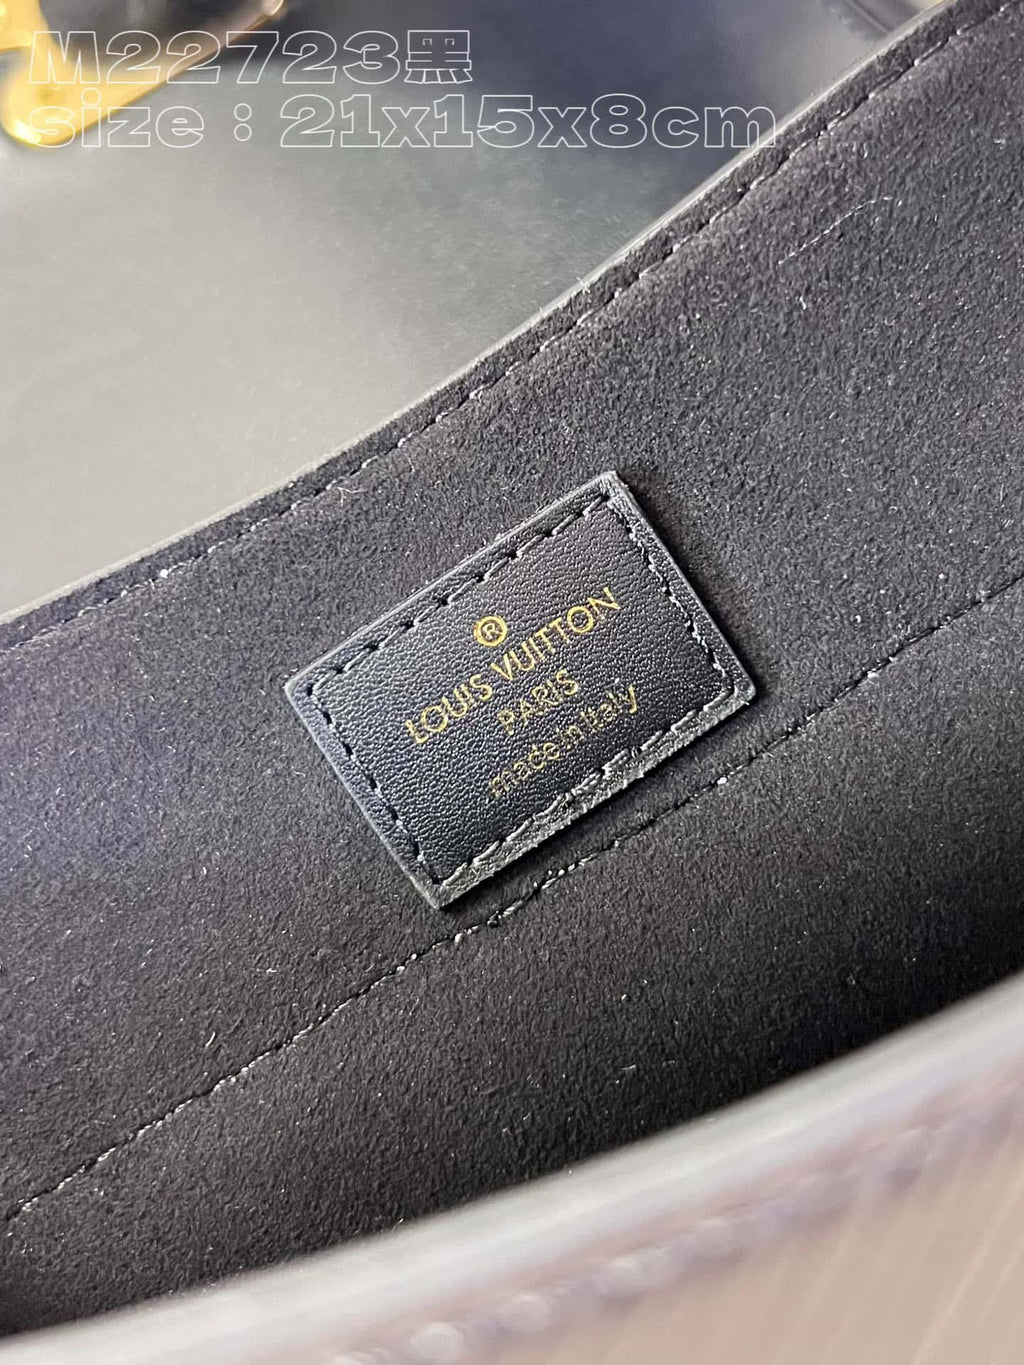 M22723黑
size：21x15x8cm
®
LOUIS VUITTON
PARIS
made in Italy